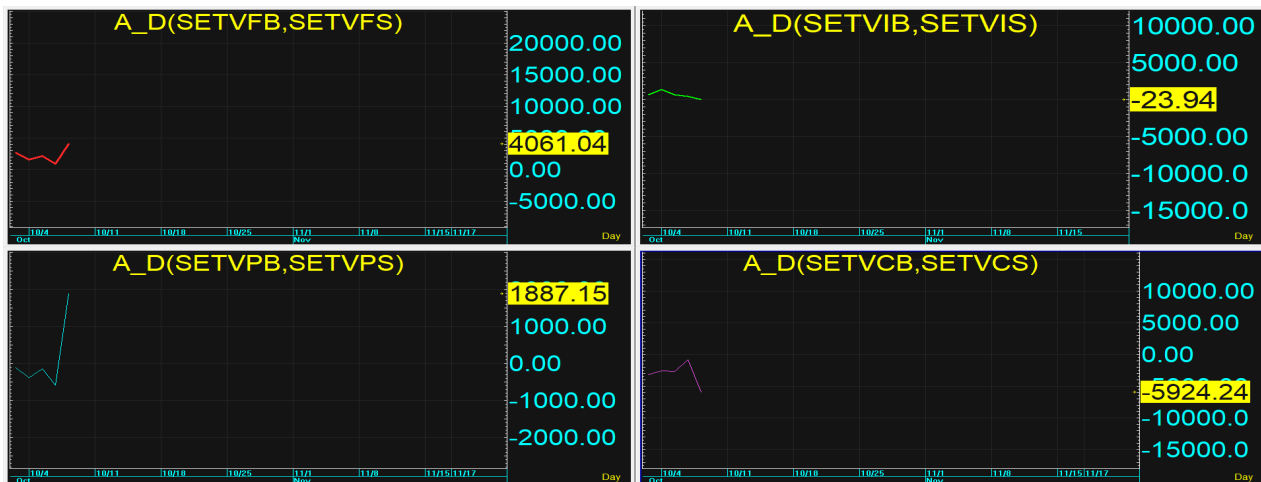 A_D(SETVFB,SETVFS)
20000.00
15000.00
10000.00
4061.04
0.00
-5000.00
10/4 10/11 10/18 10/25 11/1 11/8 11/15 11/17
Oct Nov Day
A_D(SETVIB,SETVIS)
10000.00
5000.00
-23.94
-5000.00
-10000.0
-15000.0
10/4 10/11 10/18 10/25 11/1 11/8 11/15
Oct Nov Day
A_D(SETVPB,SETVPS)
1887.15
1000.00
0.00
-1000.00
-2000.00
10/4 10/11 10/18 10/25 11/1 11/8 11/15 11/17
Oct Nov Day
A_D(SETVCB,SETVCS)
10000.00
5000.00
0.00
-5924.24
-10000.0
-15000.0
10/4 10/11 10/18 10/25 11/1 11/8 11/15 11/17
Oct Nov Day